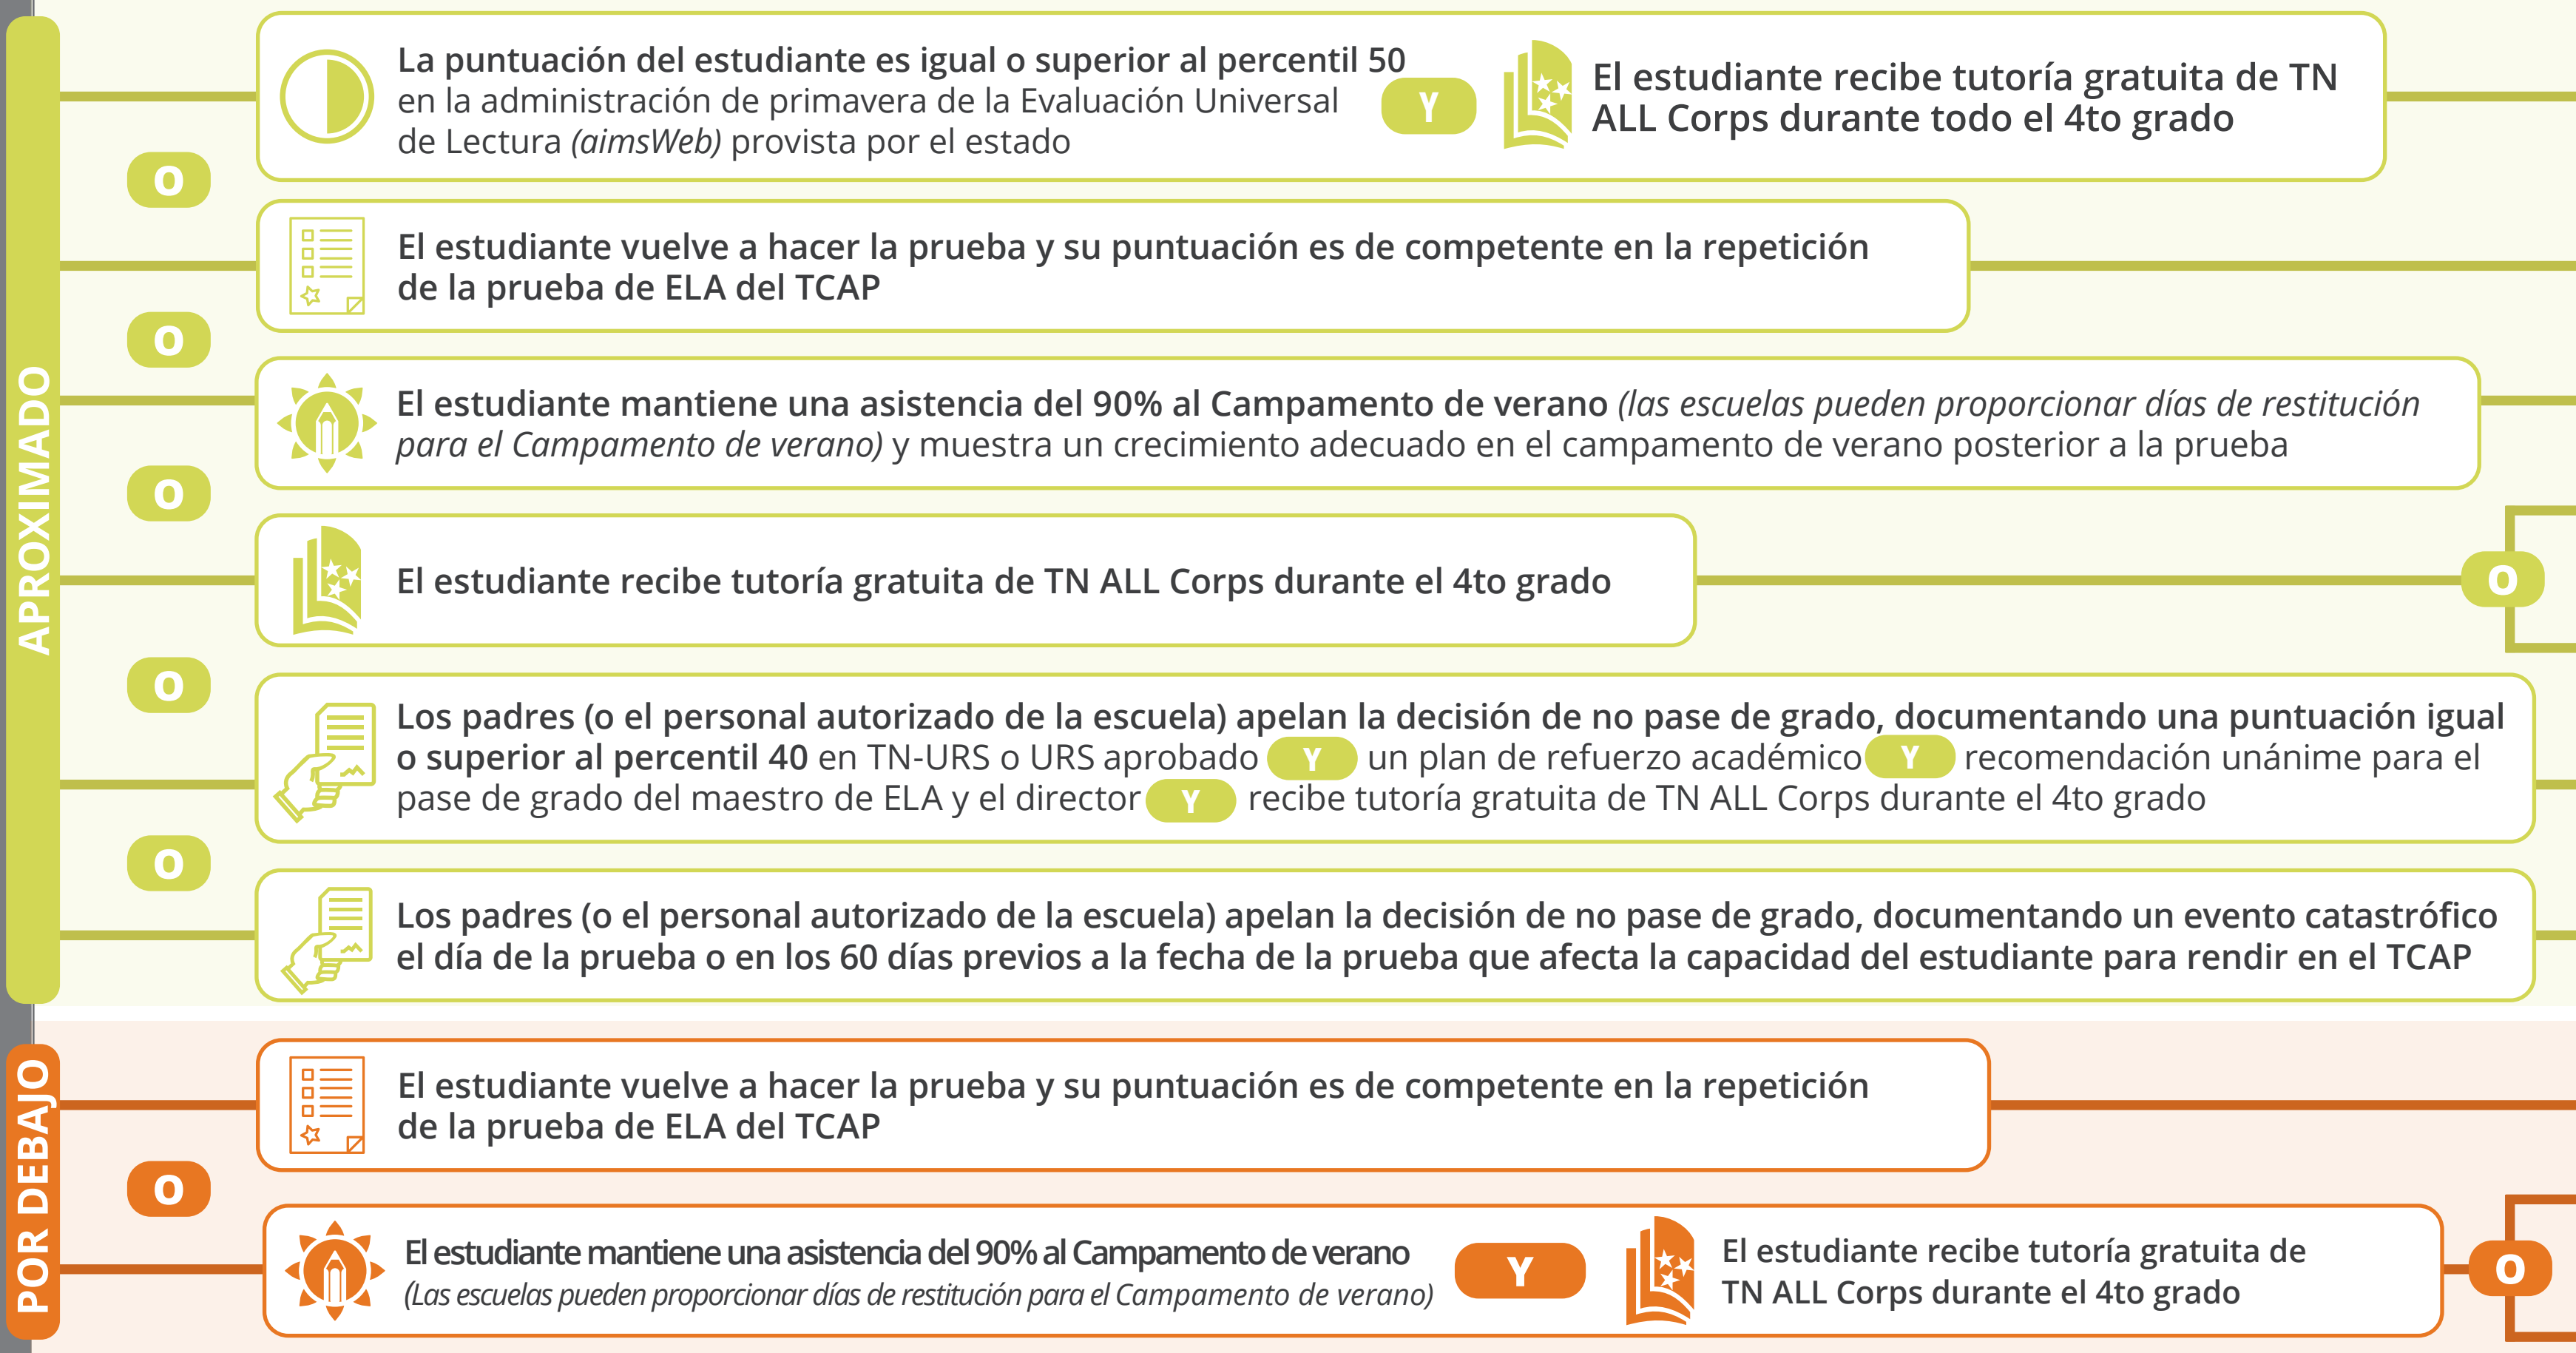 APROXIMADO
La puntuación del estudiante es igual o superior al percentil 50
en la administración de primavera de la Evaluación Universal
de Lectura (aimsWeb) provista por el estado
Y
El estudiante recibe tutoría gratuita de TN
ALL Corps durante todo el 4to grado
O
El estudiante vuelve a hacer la prueba y su puntuación es de competente en la repetición
de la prueba de ELA del TCAP
O
El estudiante mantiene una asistencia del 90% al Campamento de verano (las escuelas pueden proporcionar días de restitución
para el Campamento de verano) y muestra un crecimiento adecuado en el campamento de verano posterior a la prueba
O
El estudiante recibe tutoría gratuita de TN ALL Corps durante el 4to grado
O
O
Los padres (o el personal autorizado de la escuela) apelan la decisión de no pase de grado, documentando una puntuación igual
o superior al percentil 40 en TN-URS o URS aprobado Y un plan de refuerzo académico Y recomendación unánime para el
pase de grado del maestro de ELA y el director Y recibe tutoría gratuita de TN ALL Corps durante el 4to grado
O
Los padres (o el personal autorizado de la escuela) apelan la decisión de no pase de grado, documentando un evento catastrófico
el día de la prueba o en los 60 días previos a la fecha de la prueba que afecta la capacidad del estudiante para rendir en el TCAP
POR DEBAJO
El estudiante vuelve a hacer la prueba y su puntuación es de competente en la repetición
de la prueba de ELA del TCAP
O
El estudiante mantiene una asistencia del 90% al Campamento de verano
(Las escuelas pueden proporcionar días de restitución para el Campamento de verano)
Y
El estudiante recibe tutoría gratuita de
TN ALL Corps durante el 4to grado
O